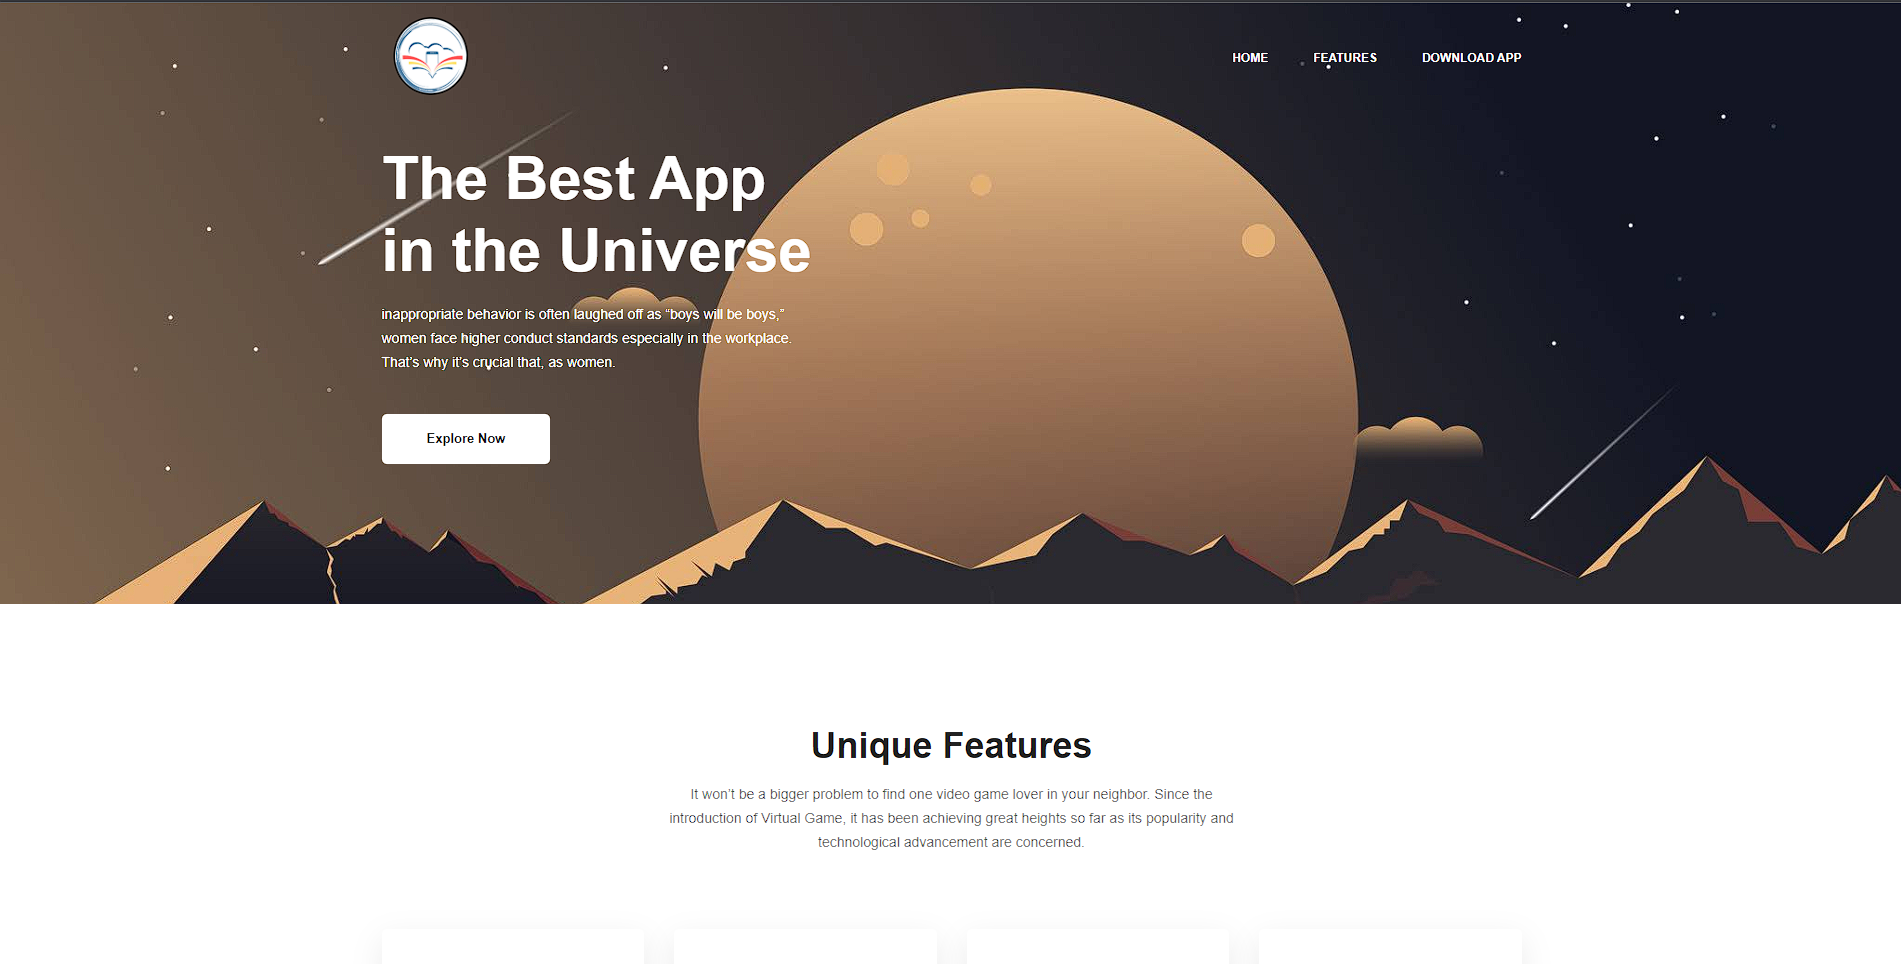 HOME
FEATURES
DOWNLOAD APP
The Best App
in the Universe
inappropriate behavior is often laughed off as “boys will be boys,”
women face higher conduct standards especially in the workplace.
That’s why it’s crucial that, as women.
Explore Now
Unique Features
It won’t be a bigger problem to find one video game lover in your neighbor. Since the
introduction of Virtual Game, it has been achieving great heights so far as its popularity and
technological advancement are concerned.